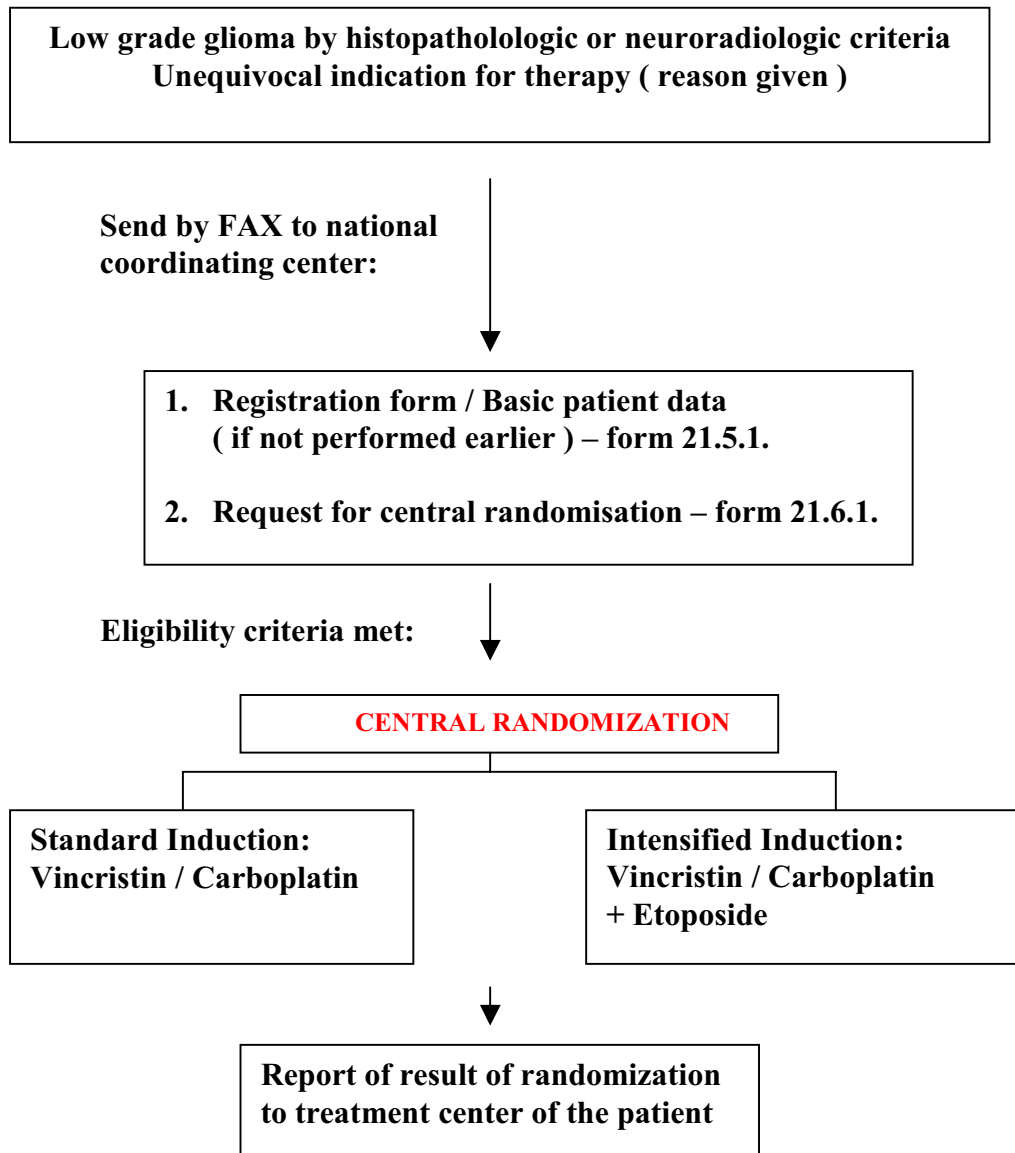 Low grade glioma by histopatholologic or neuroradiologic criteria
Unequivocal indication for therapy ( reason given )
Send by FAX to national
coordinating center:
1. Registration form / Basic patient data
( if not performed earlier ) – form 21.5.1.
2. Request for central randomisation – form 21.6.1.
Eligibility criteria met:
CENTRAL RANDOMIZATION
Standard Induction:
Vincristin / Carboplatin
Intensified Induction:
Vincristin / Carboplatin
+ Etoposide
Report of result of randomization
to treatment center of the patient